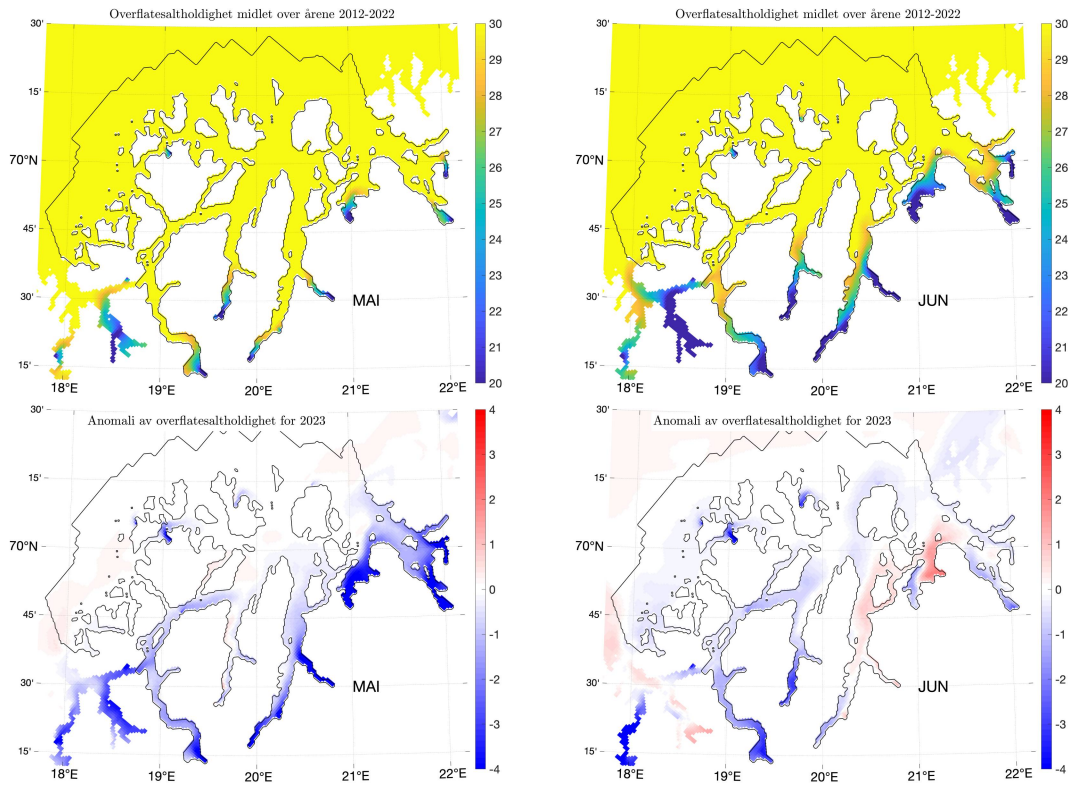 Overflatesaltholdighet midlet over årene 2012-2022
30'
15'
70°N
45'
30'
15'
18°E
19°E
20°E
21°E
22°E
MAI
30
29
28
27
26
25
24
23
22
21
20
Overflatesaltholdighet midlet over årene 2012-2022
30'
15'
70°N
45'
30'
15'
18°E
19°E
20°E
21°E
22°E
JUN
30
29
28
27
26
25
24
23
22
21
20
Anomali av overflatesaltholdighet for 2023
30'
15'
70°N
45'
30'
15'
18°E
19°E
20°E
21°E
22°E
MAI
4
3
2
1
0
-1
-2
-3
-4
Anomali av overflatesaltholdighet for 2023
30'
15'
70°N
45'
30'
15'
18°E
19°E
20°E
21°E
22°E
JUN
4
3
2
1
0
-1
-2
-3
-4